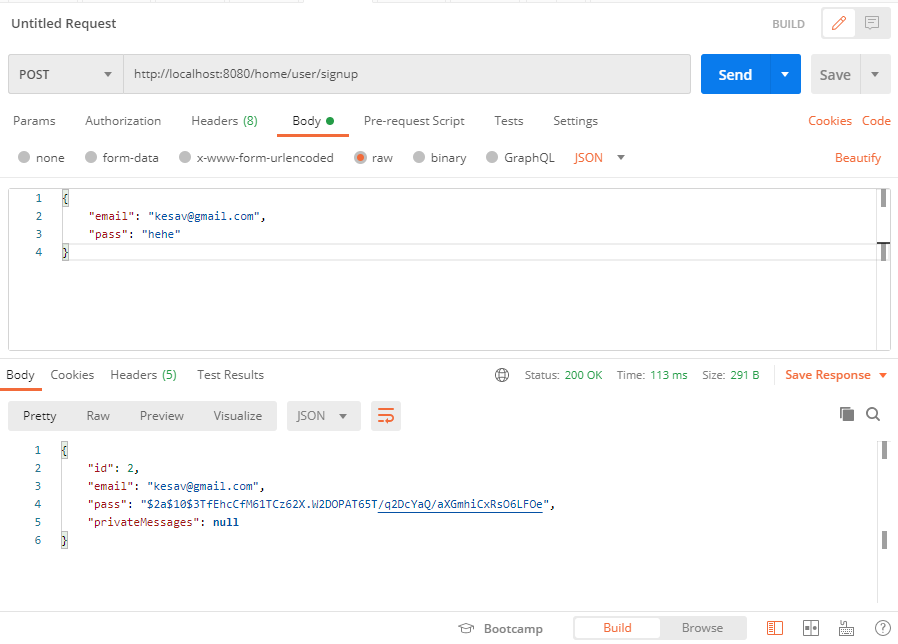 Untitled Request
BUILD
POST
http://localhost:8080/home/user/signup
Send
Save
Params
Authorization
Headers (8)
Body
Pre-request Script
Tests
Settings
Cookies
Code
none
form-data
x-www-form-urlencoded
raw
binary
GraphQL
JSON
Beautify
1 {
2 "email": "kesav@gmail.com",
3 "pass": "hehe"
4 }
Body
Cookies
Headers (5)
Test Results
Status: 200 OK
Time: 113 ms
Size: 291 B
Save Response
Pretty
Raw
Preview
Visualize
JSON
1 {
2 "id": 2,
3 "email": "kesav@gmail.com",
4 "pass": "$2a$10$3TfEhcCfM61TCz62X.W2DOPAT65T/q2DcYaQ/aXGmhiCxRsO6LFOe",
5 "privateMessages": null
6 }
Bootcamp
Build
Browse